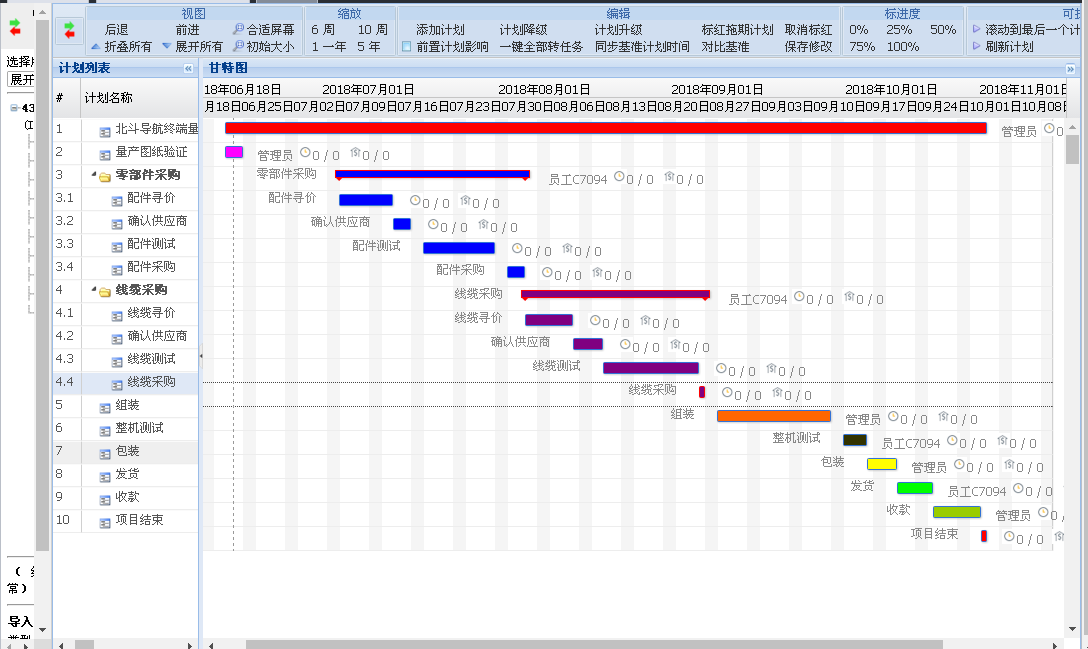 视图
缩放
编辑
标进度
后退 前进 合适屏幕
折叠所有 展开所有 初始大小
6 周 10 周
1 一年 5 年
添加计划 计划降级 计划升级 标红拖期计划 取消标红
前置计划影响 一键全部转任务 同步基准计划时间 对比基准 保存修改
0% 25% 50%
75% 100%
滚动到最后一个计
刷新计划
选择
展开
43
常）
导入
计划列表
甘特图
# 计划名称
18年06月18日 2018年07月01日 2018年08月01日 2018年09月01日 2018年10月01日 2018年11月01日
月18日06月25日07月02日07月09日07月16日07月23日07月30日08月06日08月13日08月20日08月27日09月03日09月10日09月17日09月24日10月01日10月08日
1 北斗导航终端量
2 量产图纸验证
3 零部件采购
3.1 配件寻价
3.2 确认供应商
3.3 配件测试
3.4 配件采购
4 线缆采购
4.1 线缆寻价
4.2 确认供应商
4.3 线缆测试
4.4 线缆采购
5 组装
6 整机测试
7 包装
8 发货
9 收款
10 项目结束
管理员 0
管理员 0 / 0 0 / 0
零部件采购 员工C7094 0 / 0 0 / 0
配件寻价 0 / 0 0 / 0
确认供应商 0 / 0 0 / 0
配件测试 0 / 0 0 / 0
配件采购 0 / 0 0 / 0
线缆采购 员工C7094 0 / 0 0 / 0
线缆寻价 0 / 0 0 / 0
确认供应商 0 / 0 0 / 0
线缆测试 0 / 0 0 / 0
线缆采购 0 / 0 0 / 0
组装 管理员 0 / 0 0 / 0
整机测试 员工C7094 0 / 0 0 / 0
包装 管理员 0 / 0 0 / 0
发货 员工C7094 0 / 0
收款 管理员 0 /
项目结束 0 / 0